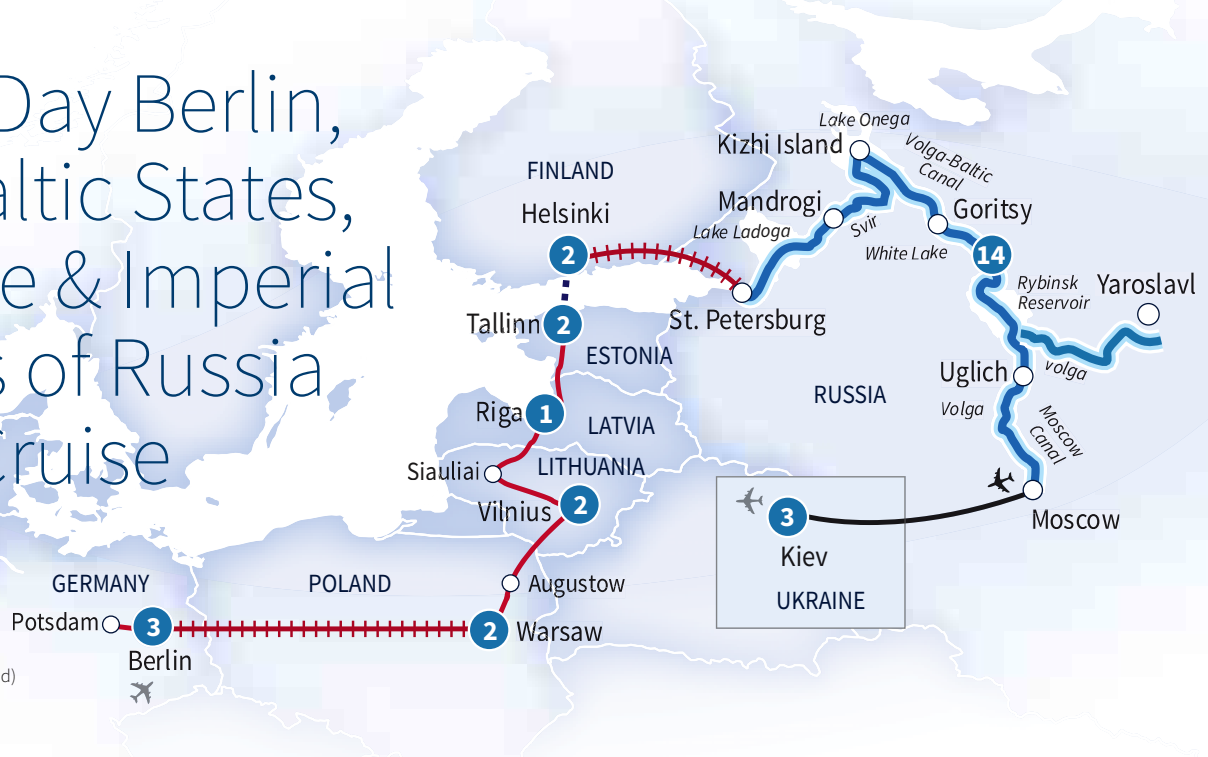 Day Berlin,
altic States,
e & Imperial
s of Russia
Cruise
d)
Lake Onega
Kizhi Island
Volga-Baltic
Canal
FINLAND
Helsinki
2
Mandrogi
Lake Ladoga
Svir
Goritsy
White Lake
14
Rybinsk
Reservoir
Yaroslavl
St. Petersburg
Tallinn
2
ESTONIA
Uglich
volga
RUSSIA
Volga
Moscow
Canal
Riga
1
LATVIA
LITHUANIA
Siauliai
Vilnius
2
Moscow
3
Kiev
UKRAINE
GERMANY
POLAND
Augustow
Potsdam
3
Berlin
2
Warsaw